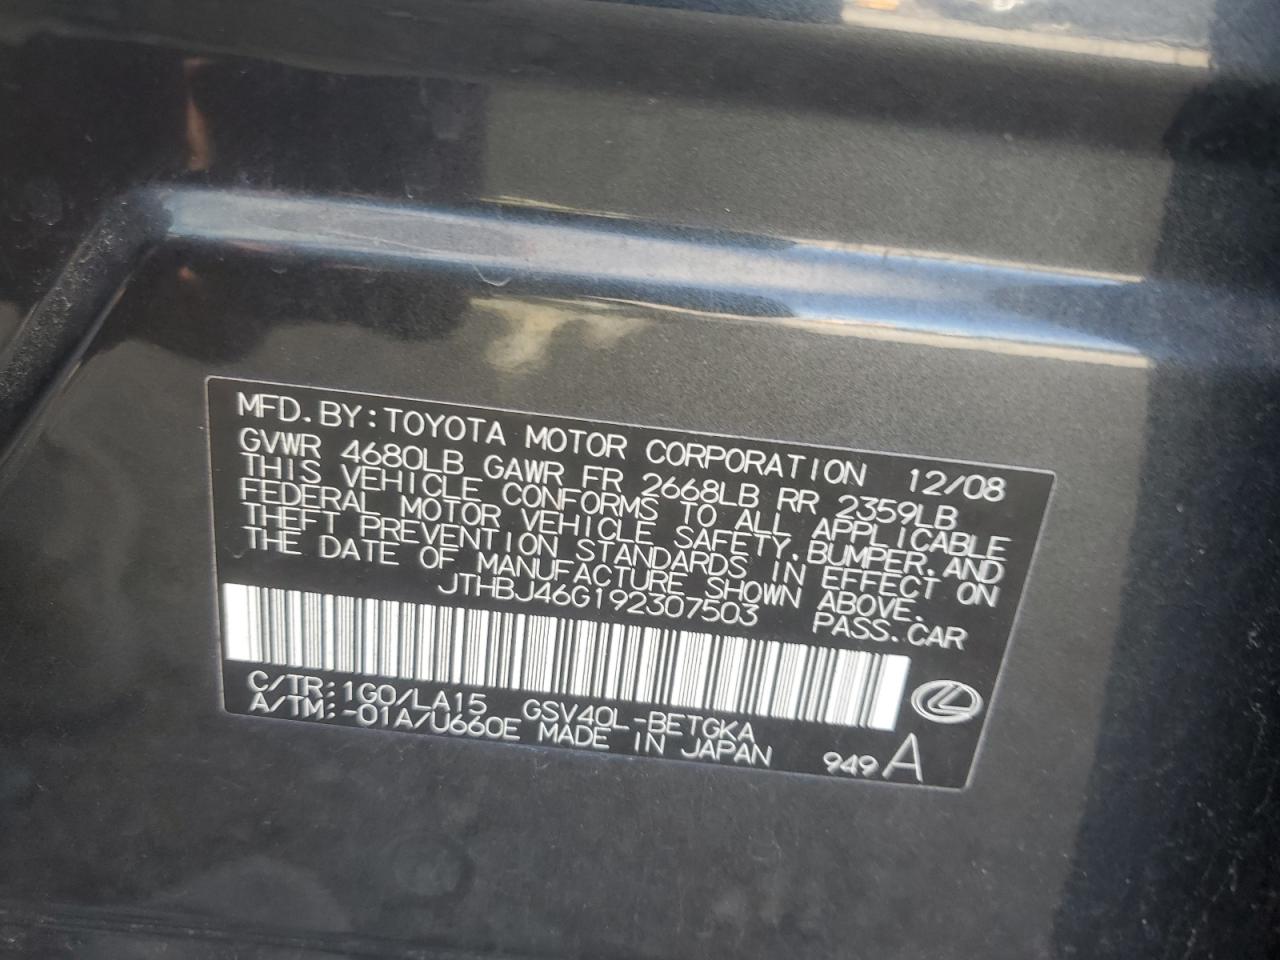 MFD. BY: TOYOTA MOTOR CORPORATION 12/08
GVWR 4680LB GAWR FR 2668LB RR 2359LB
THIS VEHICLE CONFORMS TO ALL APPLICABLE
FEDERAL MOTOR VEHICLE SAFETY, BUMPER, AND
THEFT PREVENTION STANDARDS IN EFFECT ON
THE DATE OF MANUFACTURE SHOWN ABOVE.
JTHBJ46G192307503 PASS. CAR
C/TR: 1G0/LA15 GSV40L-BETGKA
A/TM: -01A/U660E MADE IN JAPAN 949A